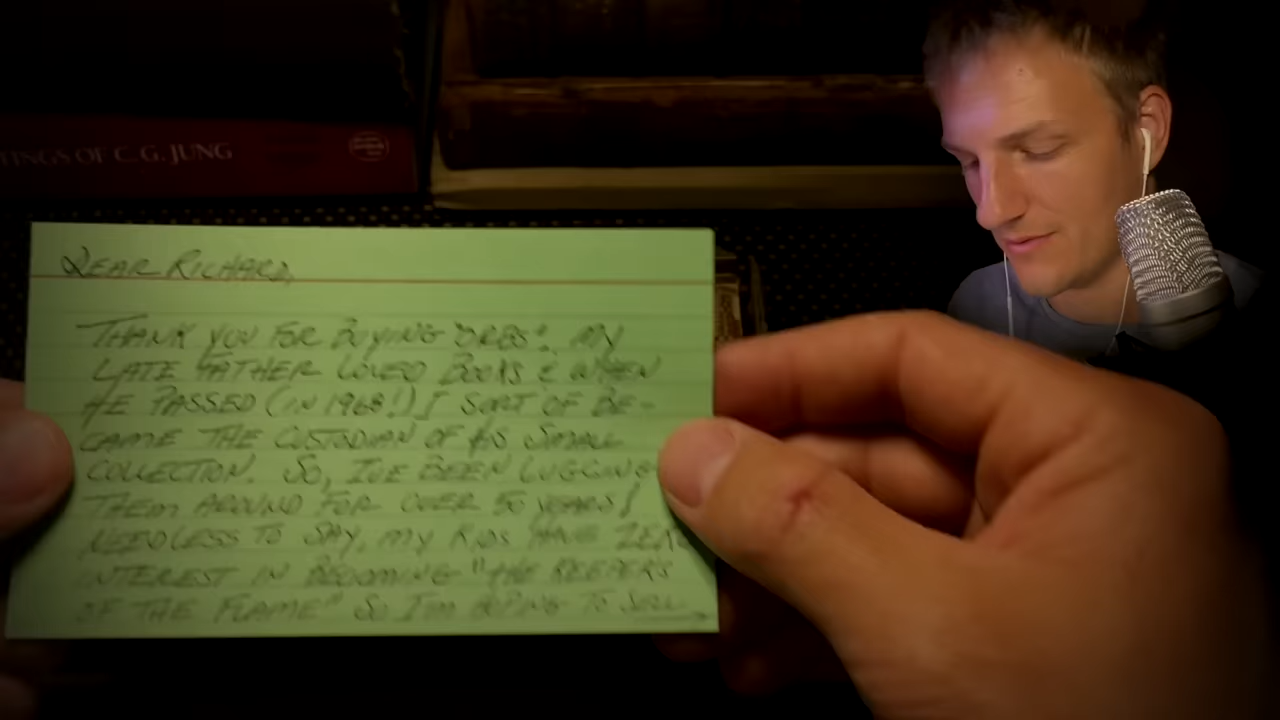 TINGS OF C. G. JUNG
DEAR RICHARD,
THANK YOU FOR BUYING MY
LATE FATHER LOVED BOOKS & WHEN
HE PASSED (IN 1968!) I SORT OF BE-
CAME THE CUSTODIAN OF HIS SMALL
COLLECTION. SO, I'VE BEEN LUGGING
THEM AROUND FOR OVER 50 YEARS!
NEEDLESS TO SAY, MY KIDS HAVE ZERO
INTEREST IN BECOMING "THE KEEPERS
OF THE FLAME" SO I'M GOING TO SELL